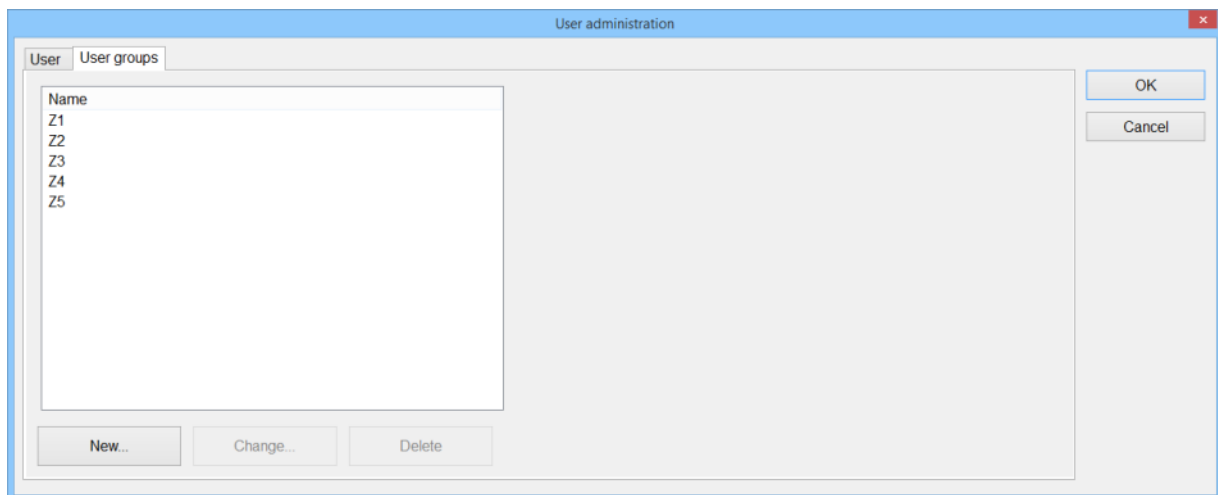 User administration
User User groups
OK
Cancel
Name
Z1
Z2
Z3
Z4
Z5
New... Change... Delete